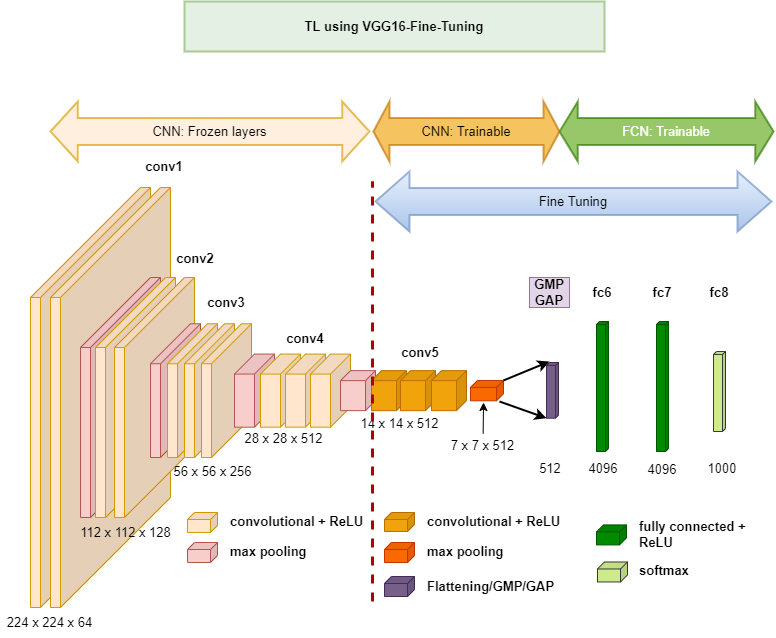 TL using VGG16-Fine-Tuning
CNN: Frozen layers
CNN: Trainable
FCN: Trainable
conv1
Fine Tuning
conv2
conv3
conv4
conv5
GMP
GAP
fc6
fc7
fc8
14 x 14 x 512
28 x 28 x 512
7 x 7 x 512
56 x 56 x 256
512
4096
4096
1000
112 x 112 x 128
convolutional + ReLU
max pooling
convolutional + ReLU
max pooling
Flattening/GMP/GAP
fully connected +
ReLU
softmax
224 x 224 x 64